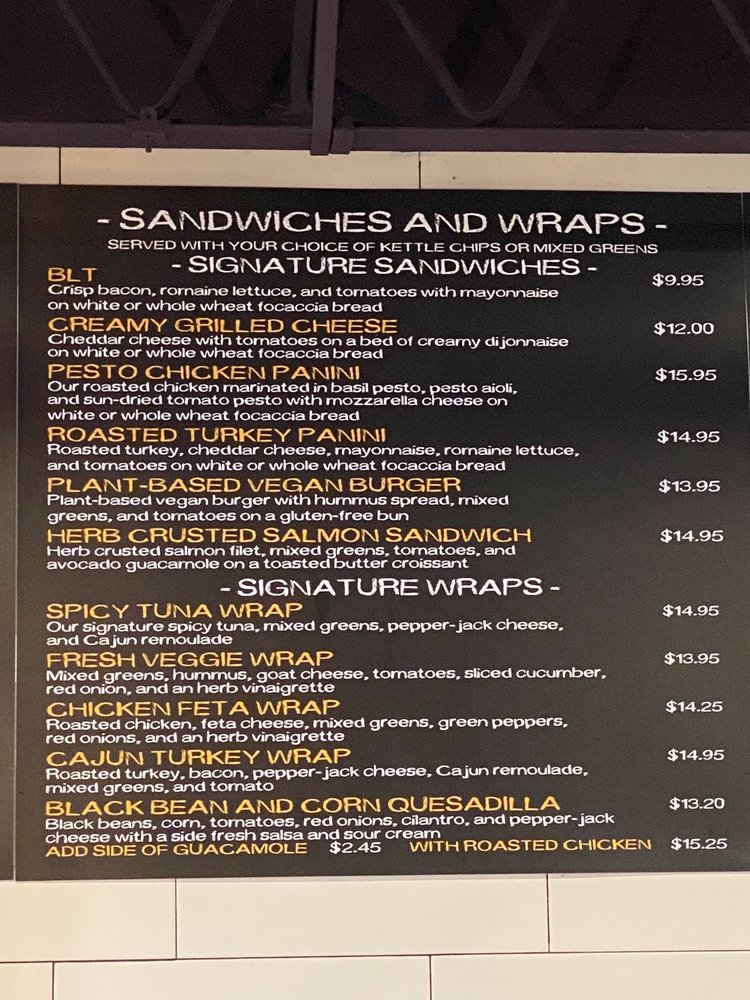 - SANDWICHES AND WRAPS -
SERVED WITH YOUR CHOICE OF KETTLE CHIPS OR MIXED GREENS
- SIGNATURE SANDWICHES -
BLT $9.95
Crisp bacon, romaine lettuce, and tomatoes with mayonnaise
on white or whole wheat focaccia bread
CREAMY GRILLED CHEESE $12.00
Cheddar cheese with tomatoes on a bed of creamy dijonnaise
on white or whole wheat focaccia bread
PESTO CHICKEN PANINI $15.95
Our roasted chicken marinated in basil pesto, pesto aioli,
and sun-dried tomato pesto with mozzarella cheese on
white or whole wheat focaccia bread
ROASTED TURKEY PANINI $14.95
Roasted turkey, cheddar cheese, mayonnaise, romaine lettuce,
and tomatoes on white or whole wheat focaccia bread
PLANT-BASED VEGAN BURGER $13.95
Plant-based vegan burger with hummus spread, mixed
greens, and tomatoes on a gluten-free bun
HERB CRUSTED SALMON SANDWICH $14.95
Herb crusted salmon filet, mixed greens, tomatoes, and
avocado guacamole on a toasted butter croissant
- SIGNATURE WRAPS -
SPICY TUNA WRAP $14.95
Our signature spicy tuna, mixed greens, pepper-jack cheese,
and Cajun remoulade
FRESH VEGGIE WRAP $13.95
Mixed greens, hummus, goat cheese, tomatoes, sliced cucumber,
red onion, and an herb vinaigrette
CHICKEN FETA WRAP $14.25
Roasted chicken, feta cheese, mixed greens, green peppers,
red onions, and an herb vinaigrette
CAJUN TURKEY WRAP $14.95
Roasted turkey, bacon, pepper-jack cheese, Cajun remoulade,
mixed greens, and tomato
BLACK BEAN AND CORN QUESADILLA $13.20
Black beans, corn, tomatoes, red onions, cilantro, and pepper-jack
cheese with a side fresh salsa and sour cream
ADD SIDE OF GUACAMOLE $2.45 WITH ROASTED CHICKEN $15.25